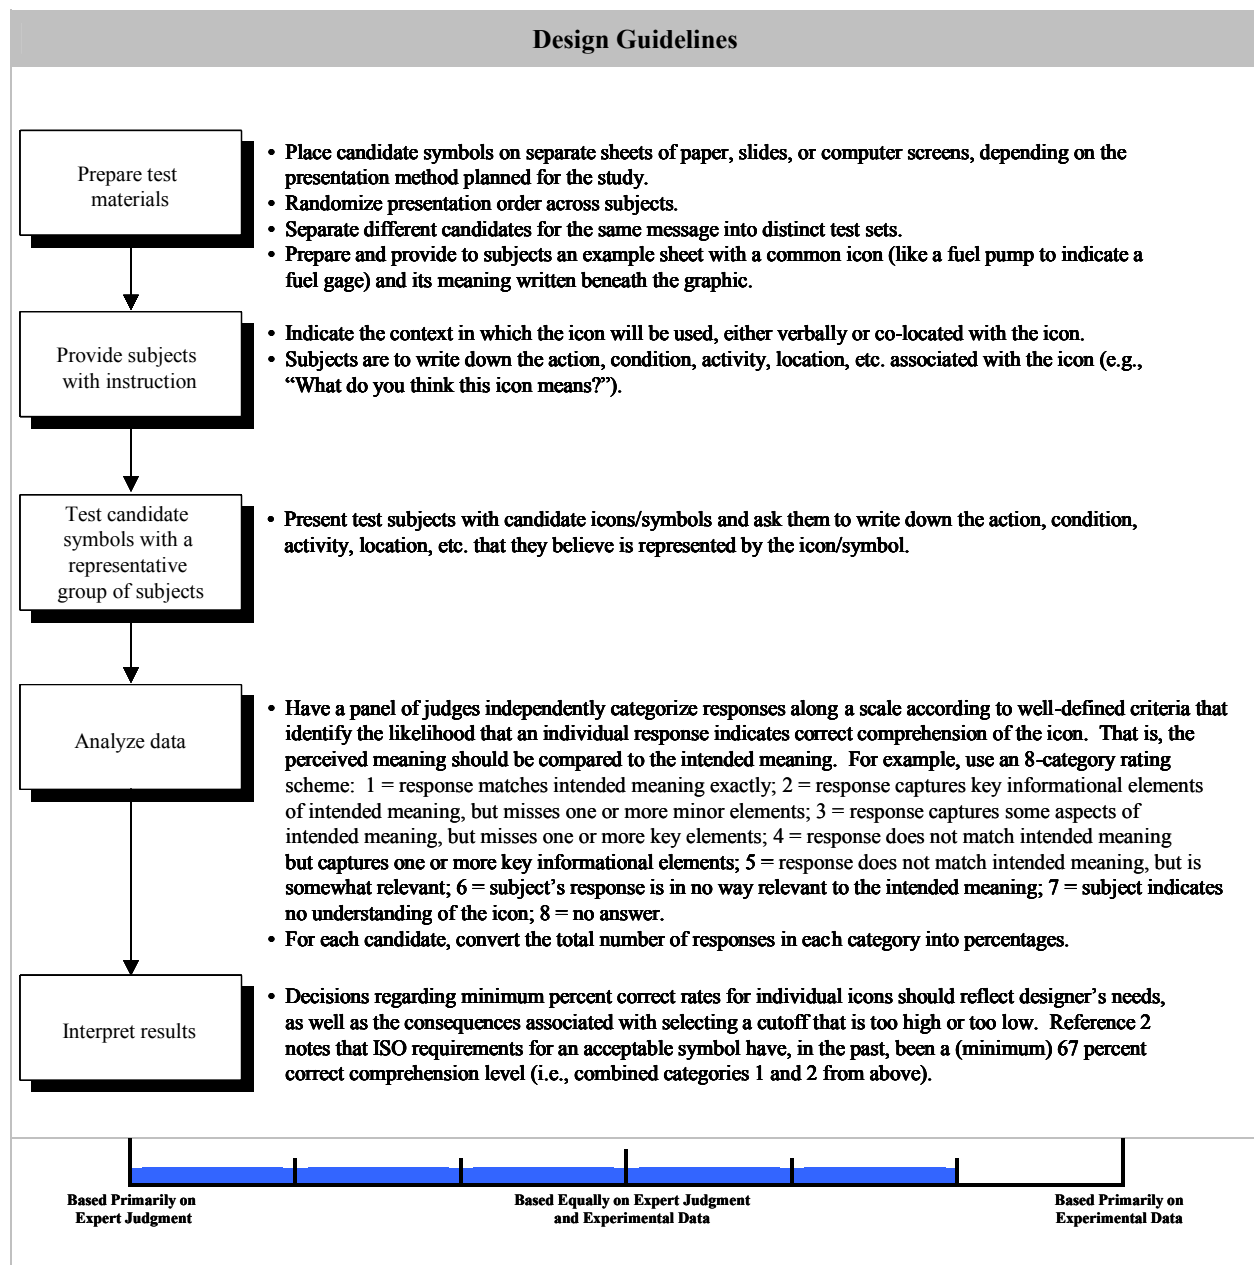 Design Guidelines
Prepare test
materials
• Place candidate symbols on separate sheets of paper, slides, or computer screens, depending on the
presentation method planned for the study.
• Randomize presentation order across subjects.
• Separate different candidates for the same message into distinct test sets.
• Prepare and provide to subjects an example sheet with a common icon (like a fuel pump to indicate a
fuel gage) and its meaning written beneath the graphic.
Provide subjects
with instruction
• Indicate the context in which the icon will be used, either verbally or co-located with the icon.
• Subjects are to write down the action, condition, activity, location, etc. associated with the icon (e.g.,
“What do you think this icon means?”).
Test candidate
symbols with a
representative
group of subjects
• Present test subjects with candidate icons/symbols and ask them to write down the action, condition,
activity, location, etc. that they believe is represented by the icon/symbol.
Analyze data
• Have a panel of judges independently categorize responses along a scale according to well-defined criteria that
identify the likelihood that an individual response indicates correct comprehension of the icon. That is, the
perceived meaning should be compared to the intended meaning. For example, use an 8-category rating
scheme: 1 = response matches intended meaning exactly; 2 = response captures key informational elements
of intended meaning, but misses one or more minor elements; 3 = response captures some aspects of
intended meaning, but misses one or more key elements; 4 = response does not match intended meaning
but captures one or more key informational elements; 5 = response does not match intended meaning, but is
somewhat relevant; 6 = subject’s response is in no way relevant to the intended meaning; 7 = subject indicates
no understanding of the icon; 8 = no answer.
• For each candidate, convert the total number of responses in each category into percentages.
Interpret results
• Decisions regarding minimum percent correct rates for individual icons should reflect designer’s needs,
as well as the consequences associated with selecting a cutoff that is too high or too low. Reference 2
notes that ISO requirements for an acceptable symbol have, in the past, been a (minimum) 67 percent
correct comprehension level (i.e., combined categories 1 and 2 from above).
Based Primarily on
Expert Judgment
Based Equally on Expert Judgment
and Experimental Data
Based Primarily on
Experimental Data